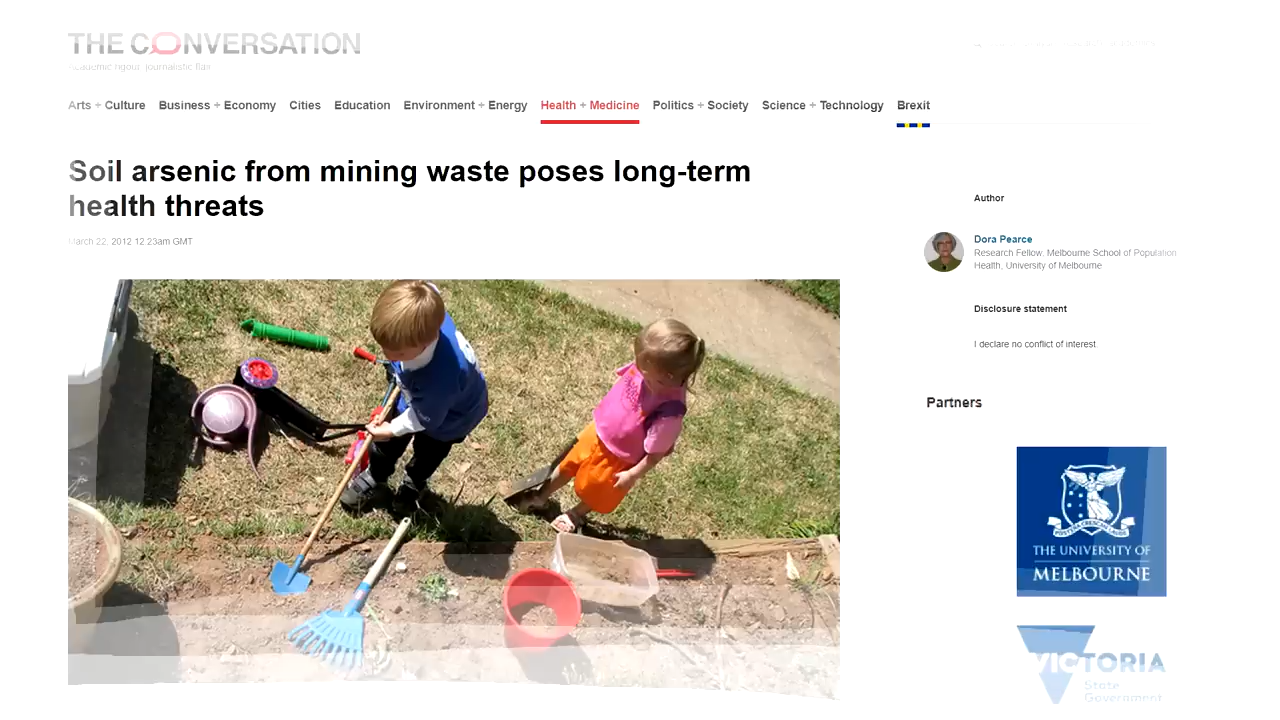 THE CONVERSATION
Academic rigour, journalistic flair
Arts + Culture Business + Economy Cities Education Environment + Energy Health + Medicine Politics + Society Science + Technology Brexit
Soil arsenic from mining waste poses long-term
health threats
March 22, 2012 12.23am GMT
Author
Dora Pearce
Research Fellow, Melbourne School of Population
Health, University of Melbourne
Disclosure statement
I declare no conflict of interest.
Partners
POSTERA CRESCAM LAUDE
THE UNIVERSITY OF
MELBOURNE
VICTORIA
State
Government